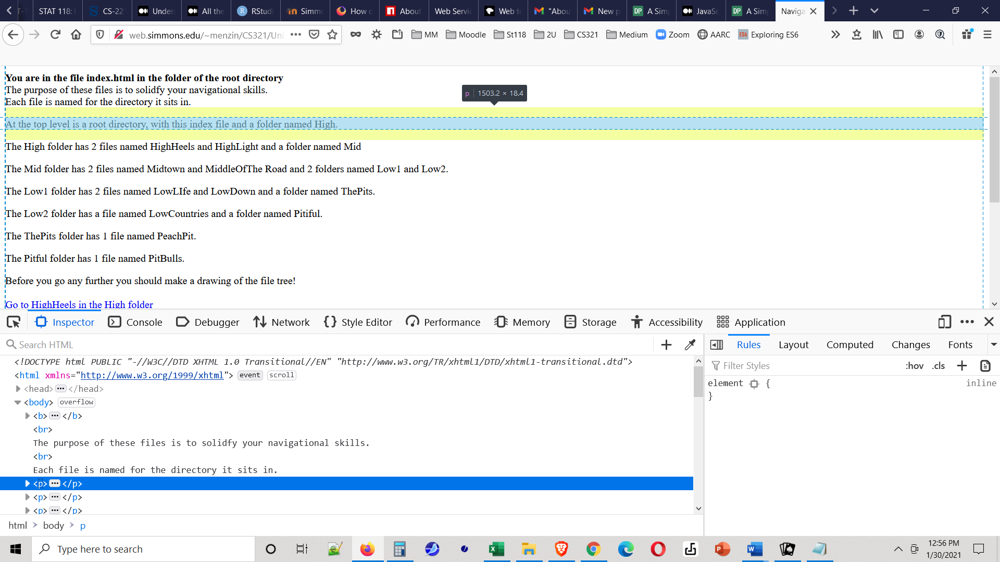 STAT 118:
CS-22
Under
All the
RStudi
Simmo
How c
About
Web Servic
Web te
"Abou
New p
DP A Simp
JavaSc
DP A Simp
Naviga
web.simmons.edu/~menzin/CS321/Uni
MM
Moodle
St118
2U
CS321
Medium
Zoom
AARC
ES6 Exploring ES6
You are in the file index.html in the folder of the root directory
The purpose of these files is to solidfy your navigational skills.
Each file is named for the directory it sits in.
p 1503.2 × 18.4
At the top level is a root directory, with this index file and a folder named High.
The High folder has 2 files named HighHeels and HighLight and a folder named Mid
The Mid folder has 2 files named Midtown and MiddleOfThe Road and 2 folders named Low1 and Low2.
The Low1 folder has 2 files named LowLIfe and LowDown and a folder named ThePits.
The Low2 folder has a file named LowCountries and a folder named Pitiful.
The ThePits folder has 1 file named PeachPit.
The Pitful folder has 1 file named PitBulls.
Before you go any further you should make a drawing of the file tree!
Go to HighHeels in the High folder
Inspector
Console
Debugger
Network
Style Editor
Performance
Memory
Storage
Accessibility
Application
Search HTML
Rules
Layout
Computed
Changes
Fonts
<!DOCTYPE html PUBLIC "-//W3C//DTD XHTML 1.0 Transitional//EN" "http://www.w3.org/TR/xhtml1/DTD/xhtml1-transitional.dtd">
<html xmlns="http://www.w3.org/1999/xhtml"> event scroll
<head>…</head>
<body> overflow
<b>…</b>
<br>
The purpose of these files is to solidfy your navigational skills.
<br>
Each file is named for the directory it sits in.
<p>…</p>
<p>…</p>
<p>…</p>
Filter Styles
:hov .cls
element { inline
}
html > body > p
Type here to search
12:56 PM
1/30/2021